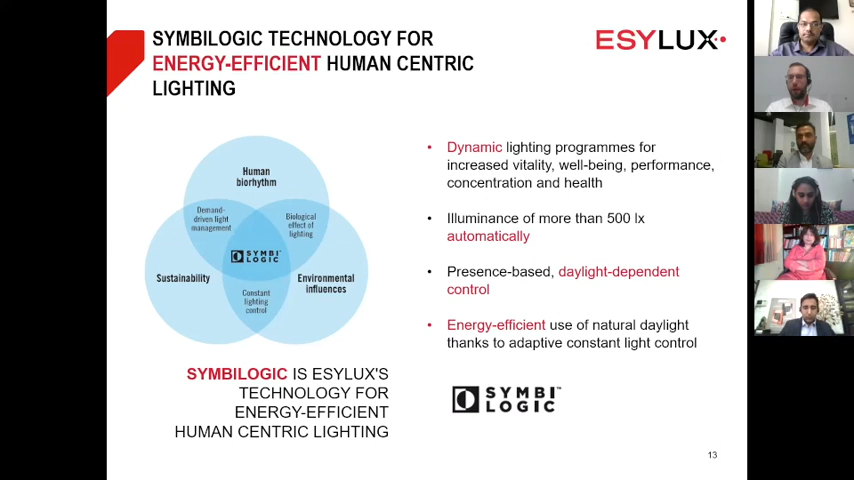 SYMBILOGIC TECHNOLOGY FOR
ENERGY-EFFICIENT HUMAN CENTRIC
LIGHTING
ESYLUX
Human
biorhythm
Demand-
driven light
management
Biological
effect of
lighting
SYMBI
LOGIC
Sustainability
Environmental
influences
Constant
lighting
control
SYMBILOGIC IS ESYLUX'S
TECHNOLOGY FOR
ENERGY-EFFICIENT
HUMAN CENTRIC LIGHTING
• Dynamic lighting programmes for
increased vitality, well-being, performance,
concentration and health
• Illuminance of more than 500 lx
automatically
• Presence-based, daylight-dependent
control
• Energy-efficient use of natural daylight
thanks to adaptive constant light control
SYMBI™
LOGIC
13